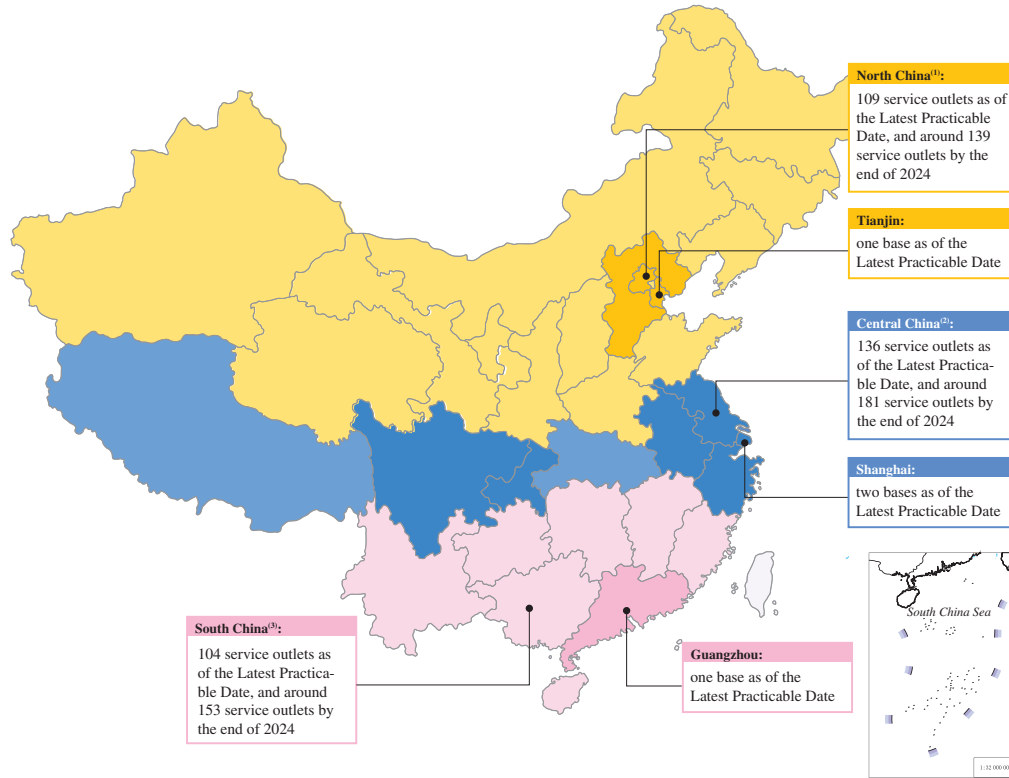 North China(1):
109 service outlets as of
the Latest Practicable
Date, and around 139
service outlets by the
end of 2024
Tianjin:
one base as of the
Latest Practicable Date
Central China(2):
136 service outlets as
of the Latest Practica-
ble Date, and around
181 service outlets by
the end of 2024
Shanghai:
two bases as of the
Latest Practicable Date
South China Sea
South China(3):
104 service outlets as
of the Latest Practica-
ble Date, and around
153 service outlets by
the end of 2024
Guangzhou:
one base as of the
Latest Practicable Date